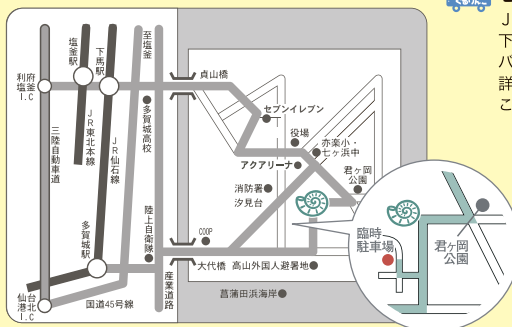 塩釜駅
下馬駅
至塩釜
利府
塩釜
I.C
三陸自動車道
JR東北本線
JR仙石線
多賀城高校
貞山橋
セブンイレブン
役場
亦楽小・
七ヶ浜中
アクアリーナ
君ヶ岡
公園
消防署
汐見台
多賀城駅
陸上自衛隊
COOP
大代橋
高山外国人避暑地
産業道路
仙台
港北
I.C
国道45号線
菖蒲田浜海岸
臨時
駐車場
君ヶ岡
公園
J
下
バ
詳
こ